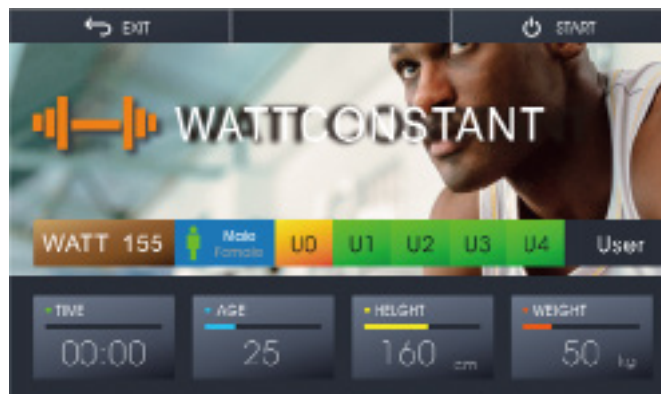 EXIT
START
WATTCONSTANT
WATT 155 Male U0 U1 U2 U3 U4 User
Female
TIME AGE HELGHT WEIGHT
00:00 25 160 cm 50 kg